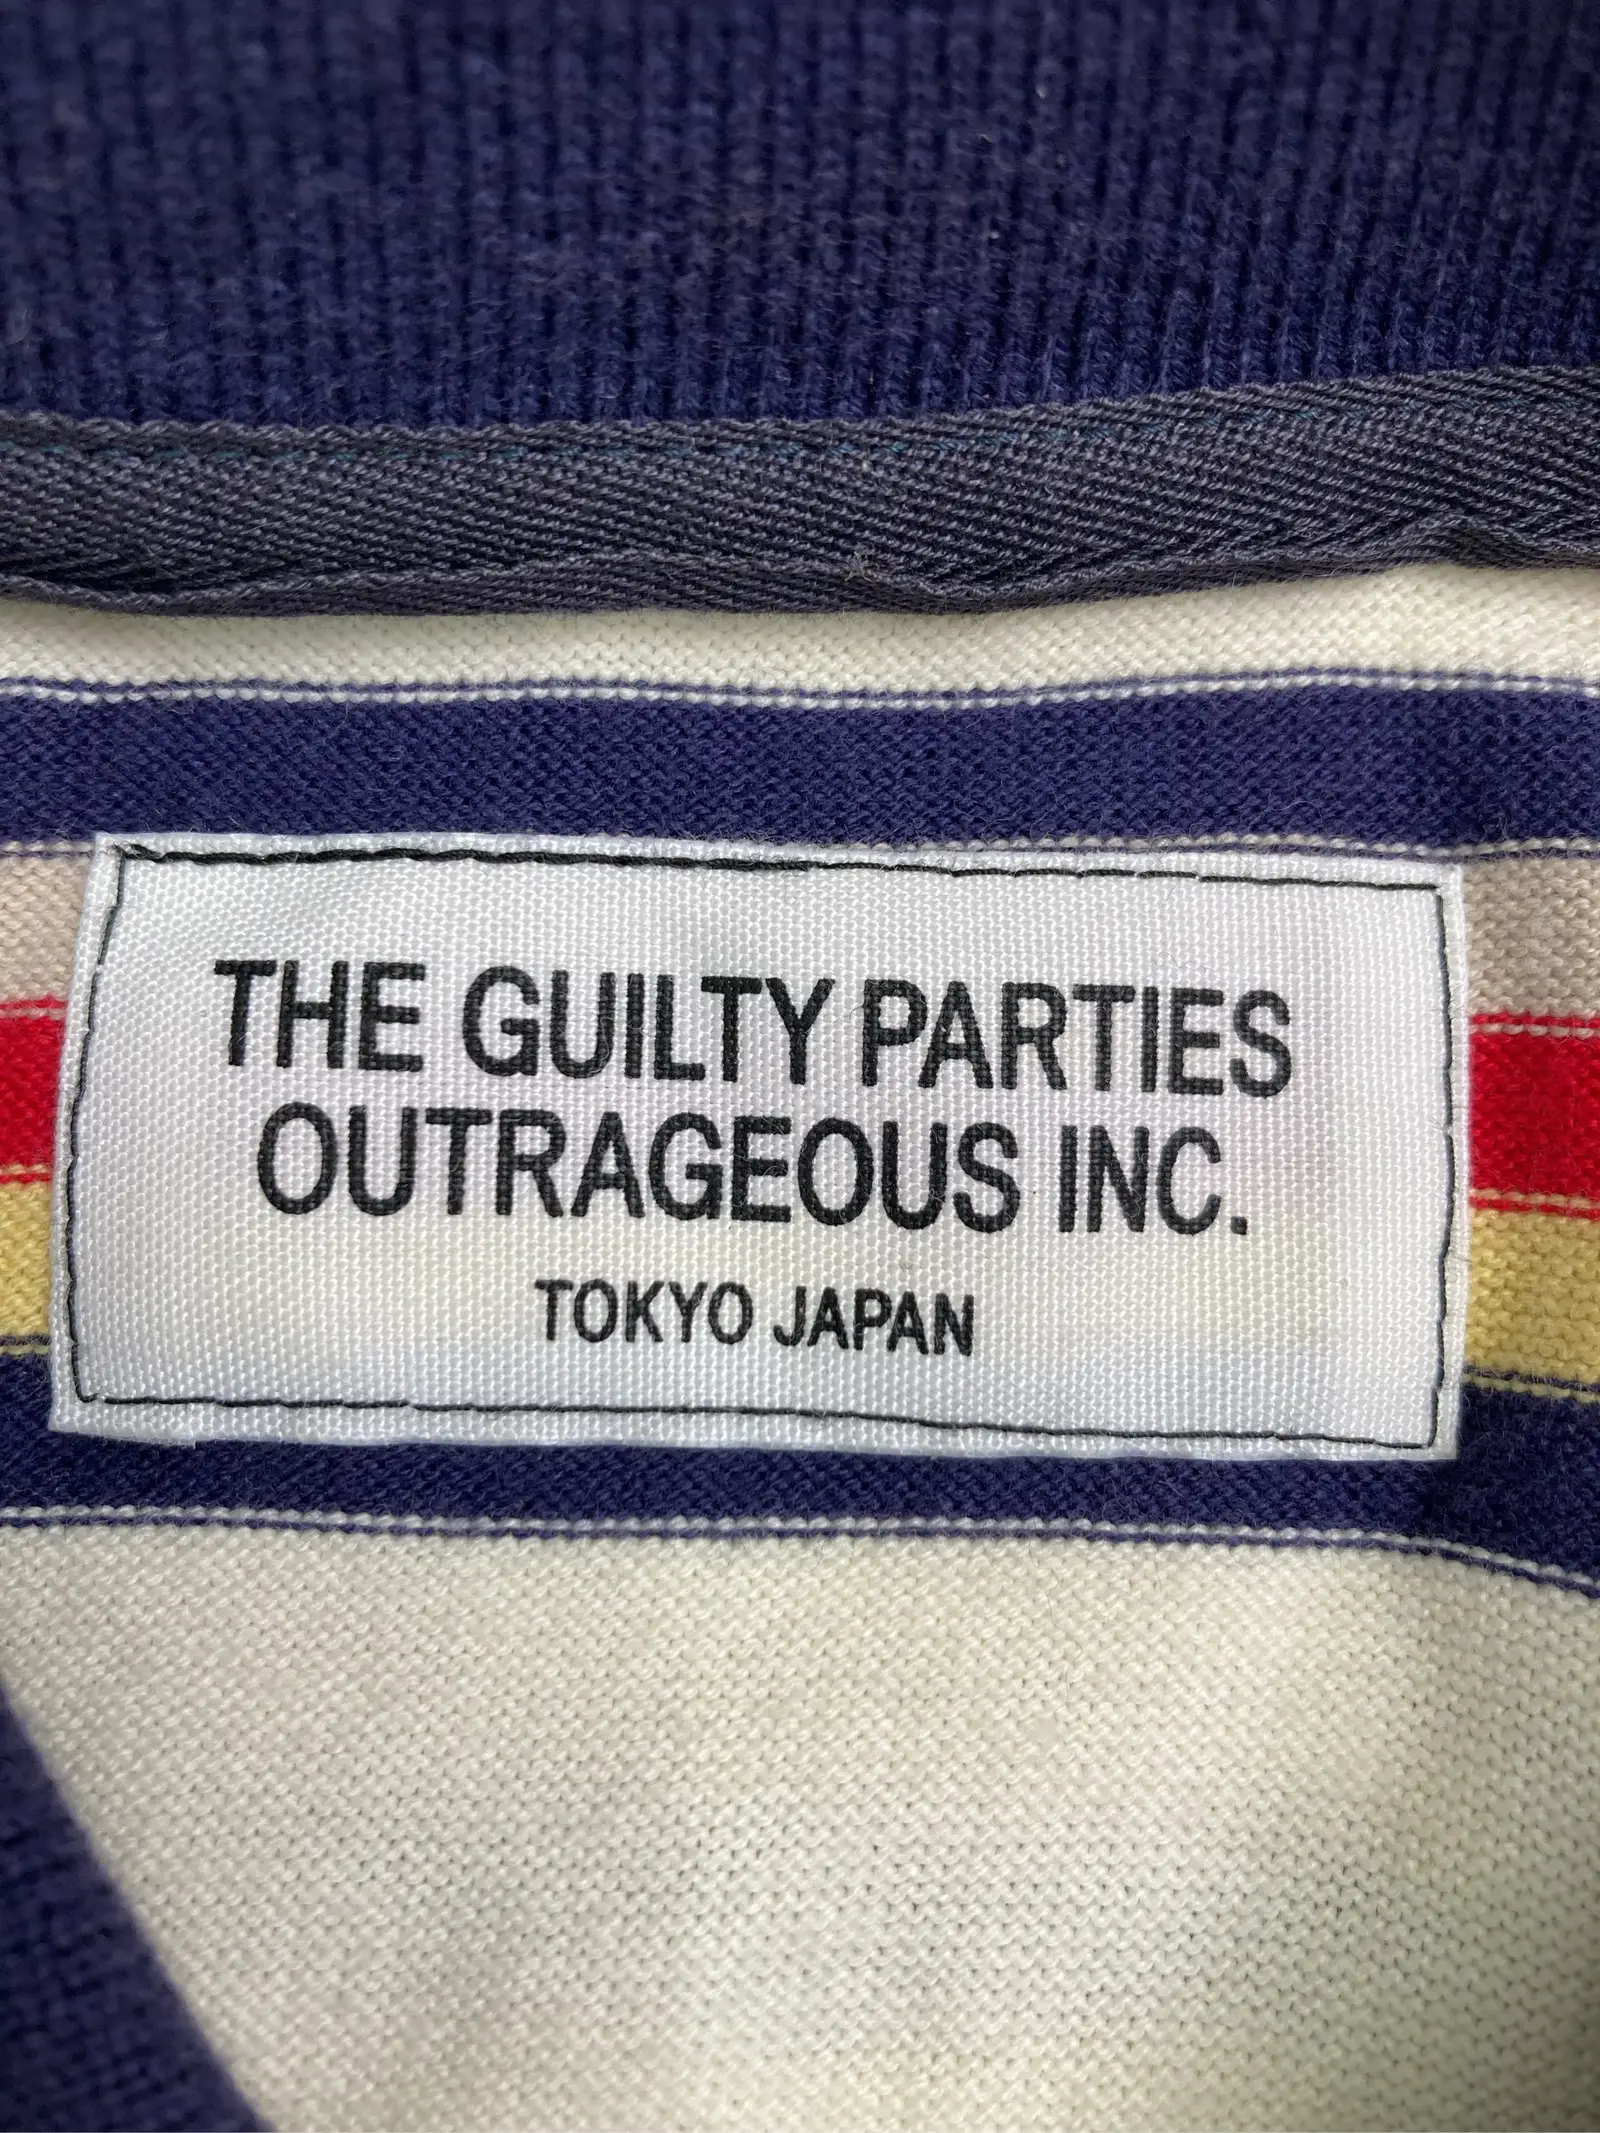 THE GUILTY PARTIES
OUTRAGEOUS INC.
TOKYO JAPAN